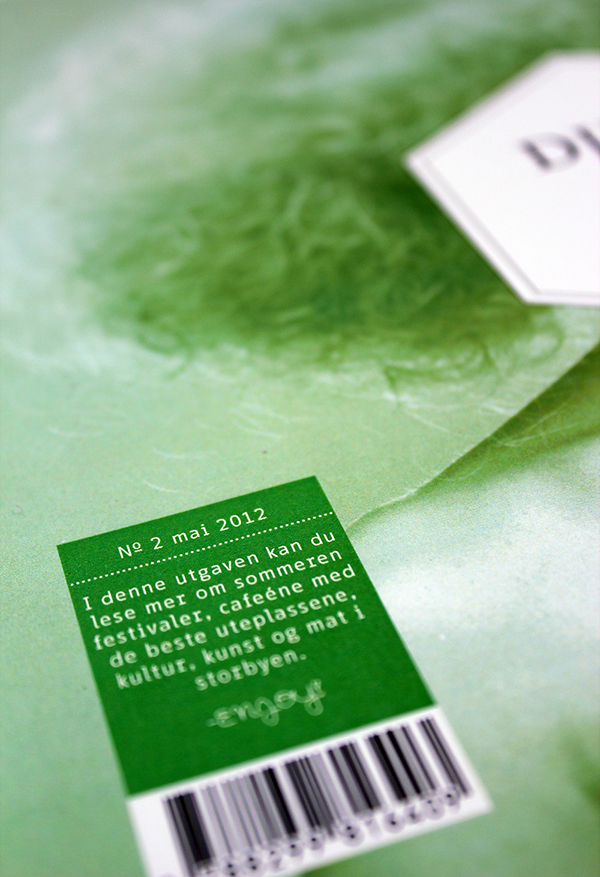 Nº 2 mai 2012
I denne utgaven kan du
lese mer om sommeren
festivaler, cafeéne med
de beste uteplassene,
kultur, kunst og mat i
storbyen.
enjoy!